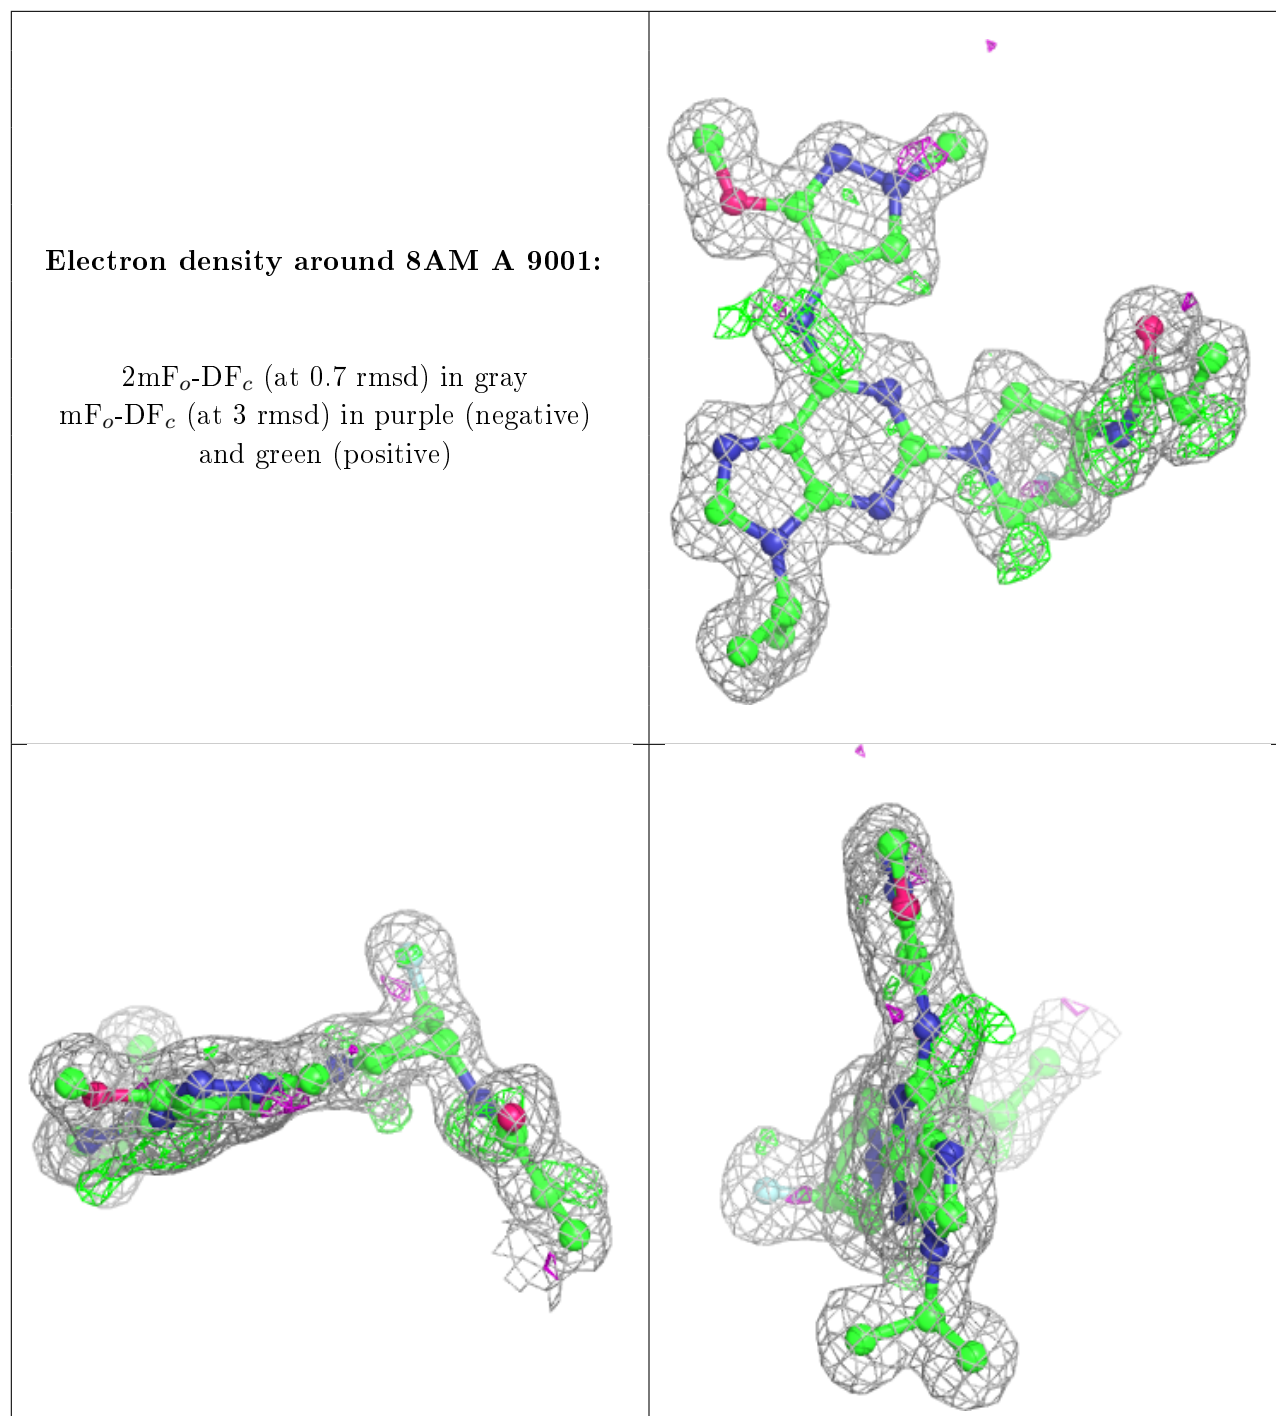 Electron density around 8AM A 9001:
2mFo-DFc (at 0.7 rmsd) in gray
mFo-DFc (at 3 rmsd) in purple (negative)
and green (positive)